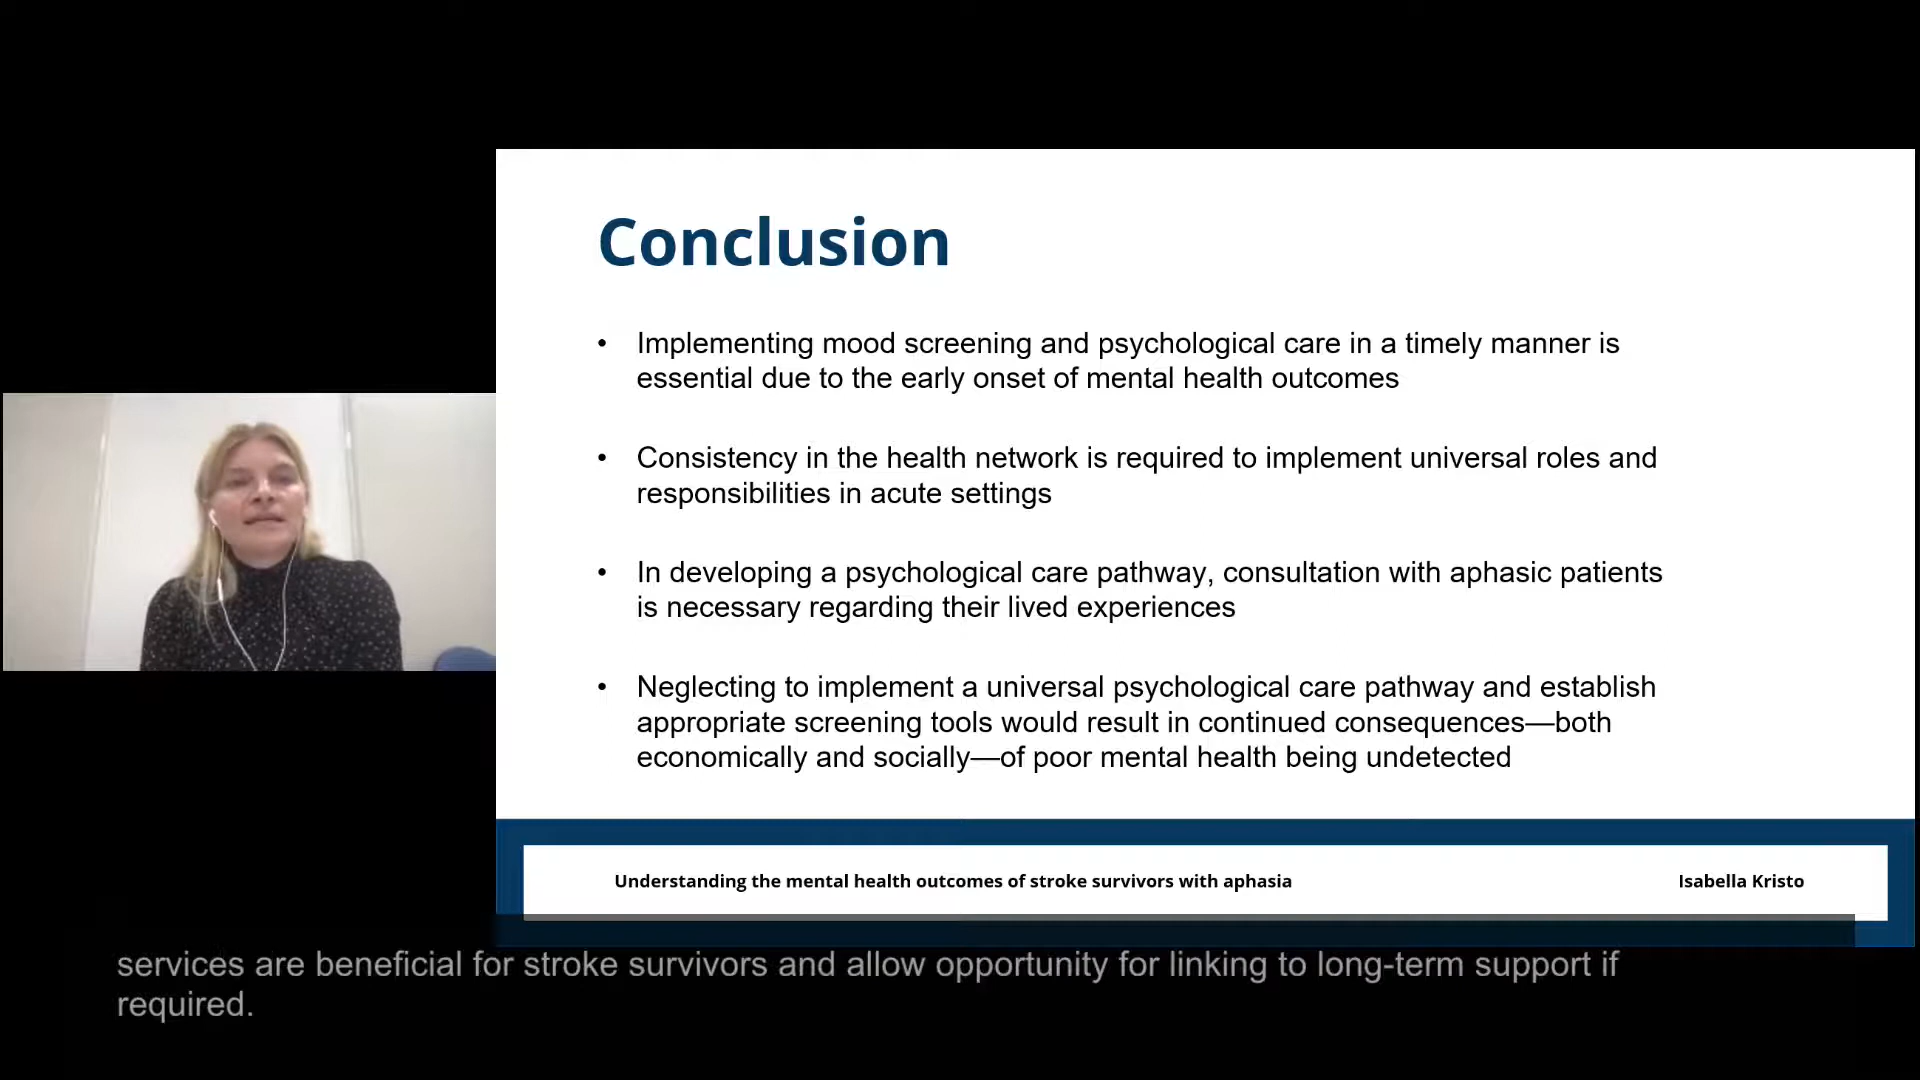 Conclusion
• Implementing mood screening and psychological care in a timely manner is
essential due to the early onset of mental health outcomes
• Consistency in the health network is required to implement universal roles and
responsibilities in acute settings
• In developing a psychological care pathway, consultation with aphasic patients
is necessary regarding their lived experiences
• Neglecting to implement a universal psychological care pathway and establish
appropriate screening tools would result in continued consequences—both
economically and socially—of poor mental health being undetected
Understanding the mental health outcomes of stroke survivors with aphasia
Isabella Kristo
services are beneficial for stroke survivors and allow opportunity for linking to long-term support if
required.